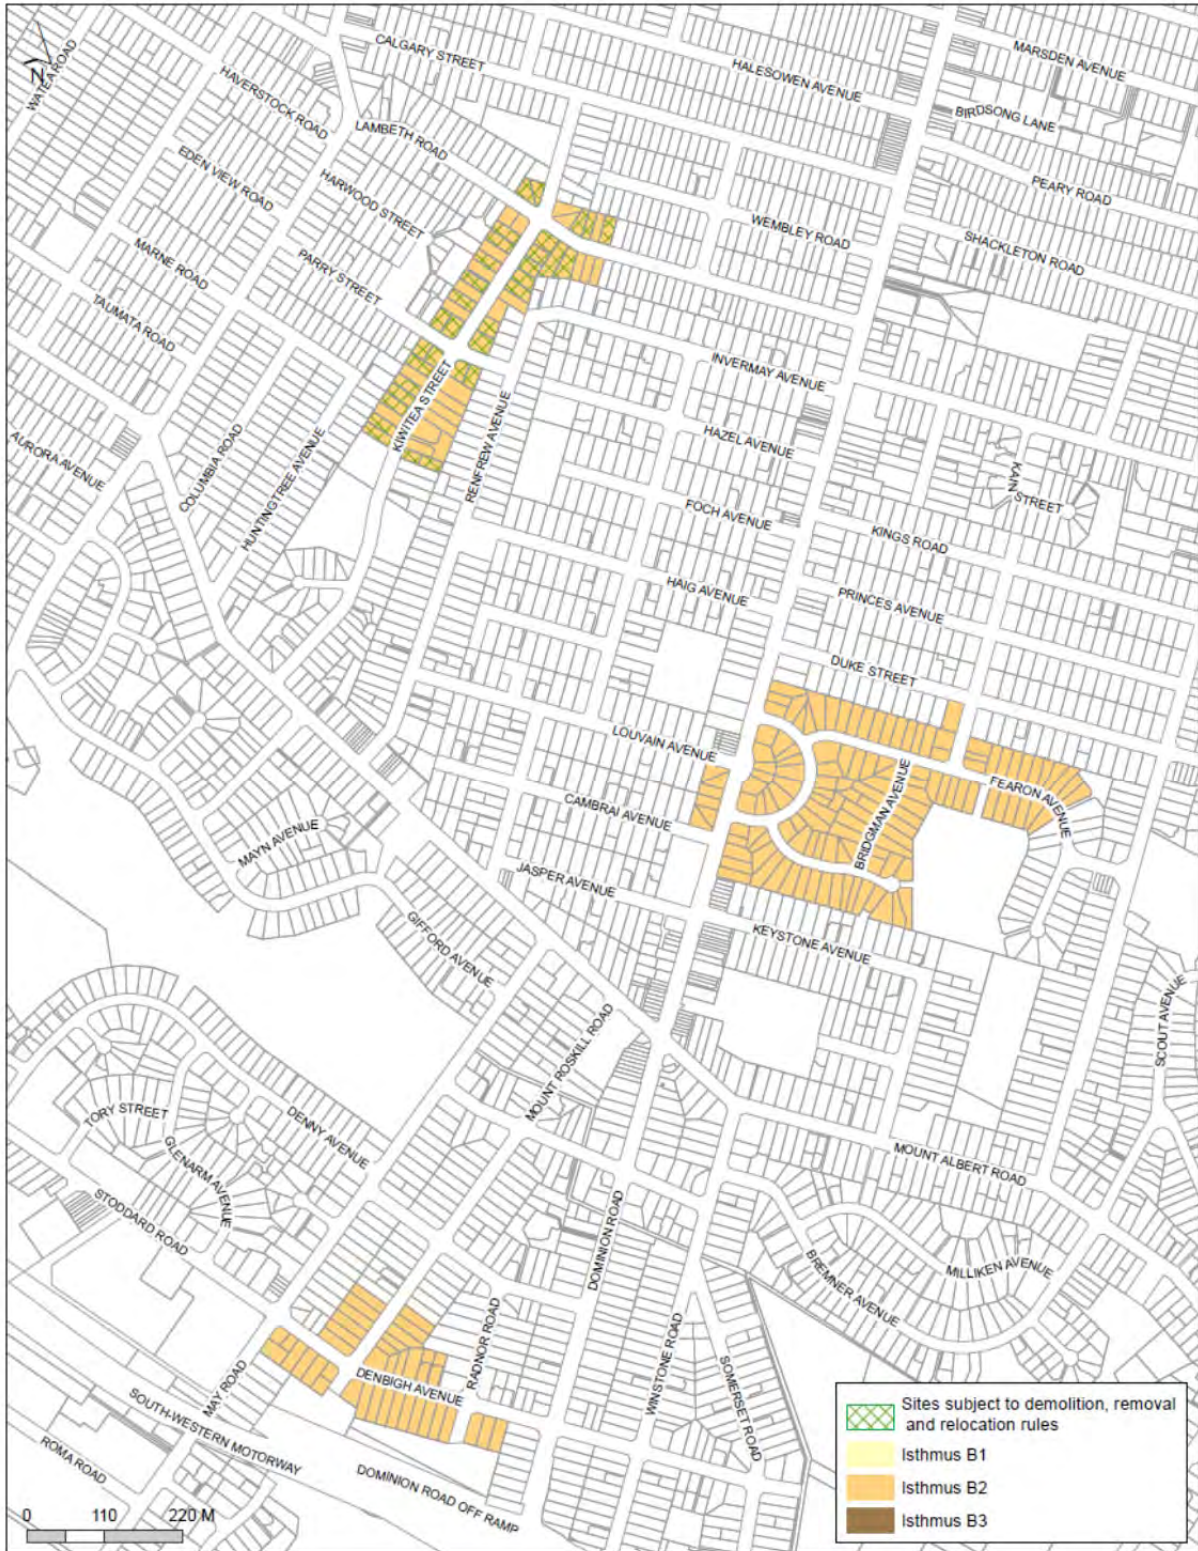 N
WATEA ROAD
CALGARY STREET
HALESOWEN AVENUE
MARSDEN AVENUE
HAVERSTOCK ROAD
LAMBETH ROAD
BIRDSONG LANE
EDEN VIEW ROAD
HARWOOD STREET
PEARY ROAD
WEMBLEY ROAD
SHACKLETON ROAD
MARNE ROAD
PARRY STREET
TAUMATA ROAD
INVERMAY AVENUE
KIWITEA STREET
RENFREW AVENUE
AURORA AVENUE
COLUMBIA ROAD
HUNTINGTREE AVENUE
HAZEL AVENUE
KAIN
STREET
FOCH AVENUE
KINGS ROAD
HAIG AVENUE
PRINCES AVENUE
DUKE STREET
LOUVAIN AVENUE
FEARON AVENUE
CAMBRAI AVENUE
BRIDGMAN AVENUE
MAYN AVENUE
JASPER AVENUE
GIFFORD AVENUE
KEYSTONE AVENUE
SCOUT AVENUE
MOUNT ROSKILL ROAD
TORY STREET
DENNY AVENUE
GLENARM AVENUE
MOUNT ALBERT ROAD
STODDARD ROAD
DOMINION ROAD
BREMNER AVENUE
MILLIKEN AVENUE
RADNOR ROAD
WINSTONE ROAD
SOMERSET ROAD
DENBIGH AVENUE
MAY ROAD
SOUTH-WESTERN MOTORWAY
ROMA ROAD
DOMINION ROAD OFF RAMP
Sites subject to demolition, removal
and relocation rules
Isthmus B1
Isthmus B2
Isthmus B3
0 110 220 M